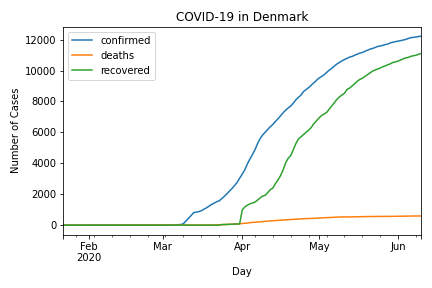 COVID-19 in Denmark
confirmed
deaths
recovered
12000
10000
8000
6000
4000
2000
0
Number of Cases
Feb
2020
Mar
Apr
May
Jun
Day